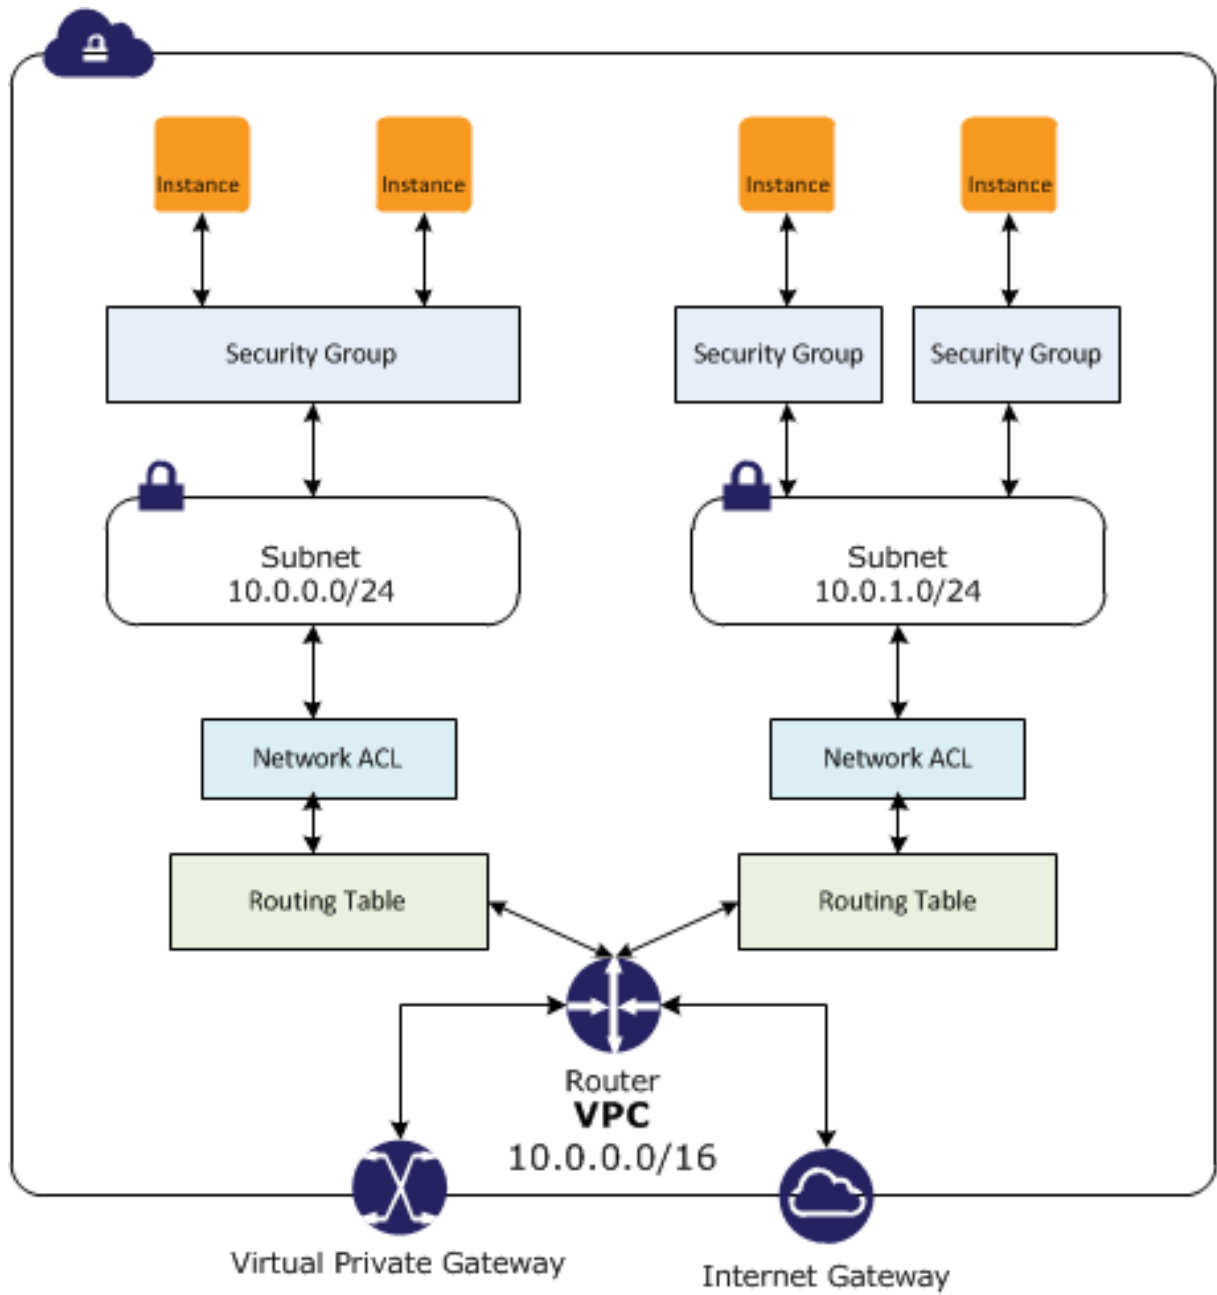 Instance
Instance
Instance
Instance
Security Group
Security Group
Security Group
Subnet
10.0.0.0/24
Subnet
10.0.1.0/24
Network ACL
Network ACL
Routing Table
Routing Table
Router
VPC
10.0.0.0/16
Virtual Private Gateway
Internet Gateway